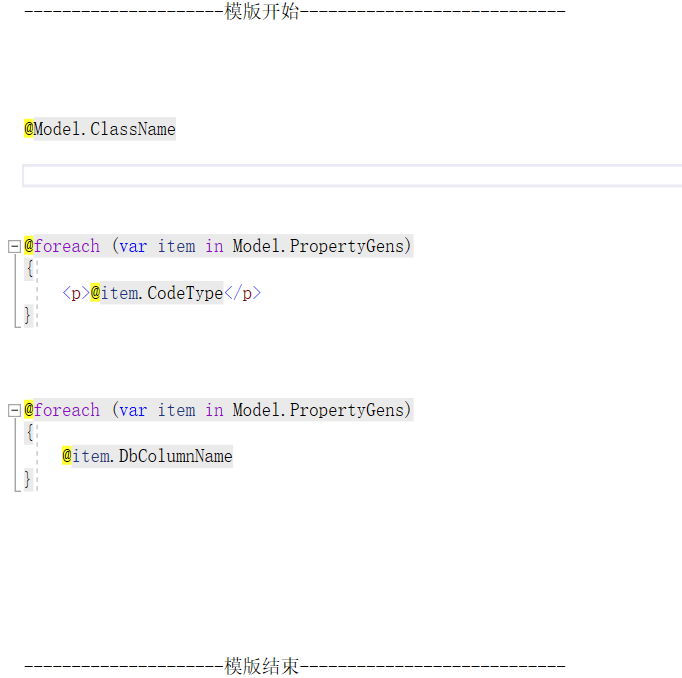 ---------------------模版开始----------------------------
@Model.ClassName
@foreach (var item in Model.PropertyGens)
{
<p>@item.CodeType</p>
}
@foreach (var item in Model.PropertyGens)
{
@item.DbColumnName
}
---------------------模版结束----------------------------